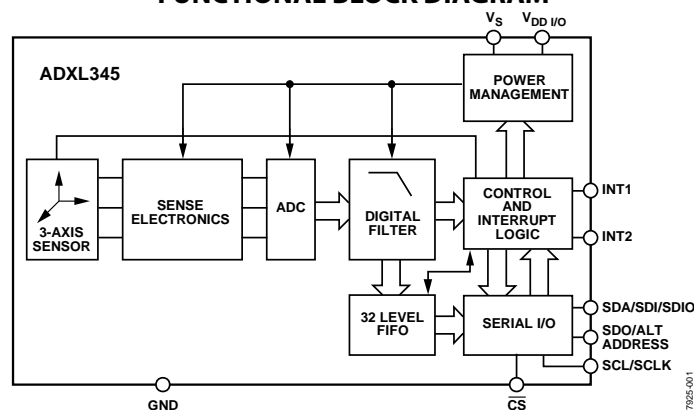 FUNCTIONAL BLOCK DIAGRAM
VS
VDD I/O
ADXL345
POWER
MANAGEMENT
3-AXIS
SENSOR
SENSE
ELECTRONICS
ADC
DIGITAL
FILTER
CONTROL
AND
INTERRUPT
LOGIC
INT1
INT2
32 LEVEL
FIFO
SERIAL I/O
SDA/SDI/SDIO
SDO/ALT
ADDRESS
SCL/SCLK
GND
CS
7925-001